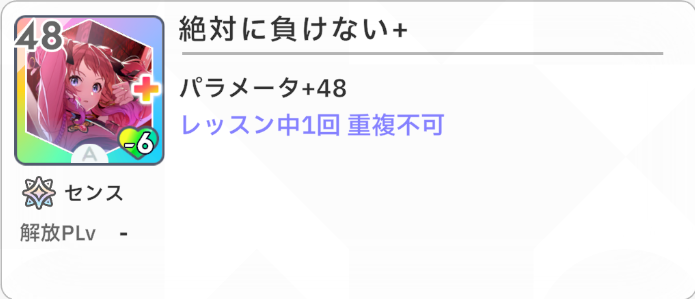 48
絶対に負けない+
パラメータ+48
レッスン中1回 重複不可
-6
A
センス
解放PLv -